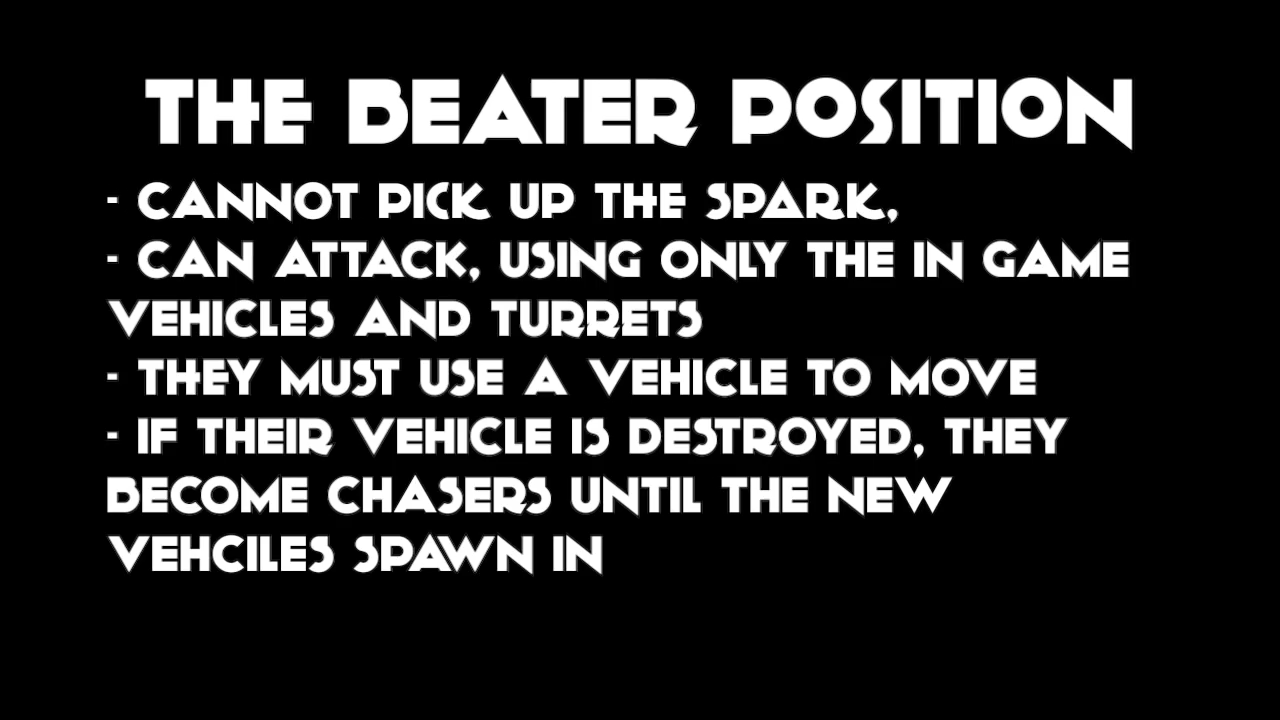 THE BEATER POSITION
- CANNOT PICK UP THE SPARK,
- CAN ATTACK, USING ONLY THE IN GAME
VEHICLES AND TURRETS
- THEY MUST USE A VEHICLE TO MOVE
- IF THEIR VEHICLE IS DESTROYED, THEY
BECOME CHASERS UNTIL THE NEW
VEHCILES SPAWN IN